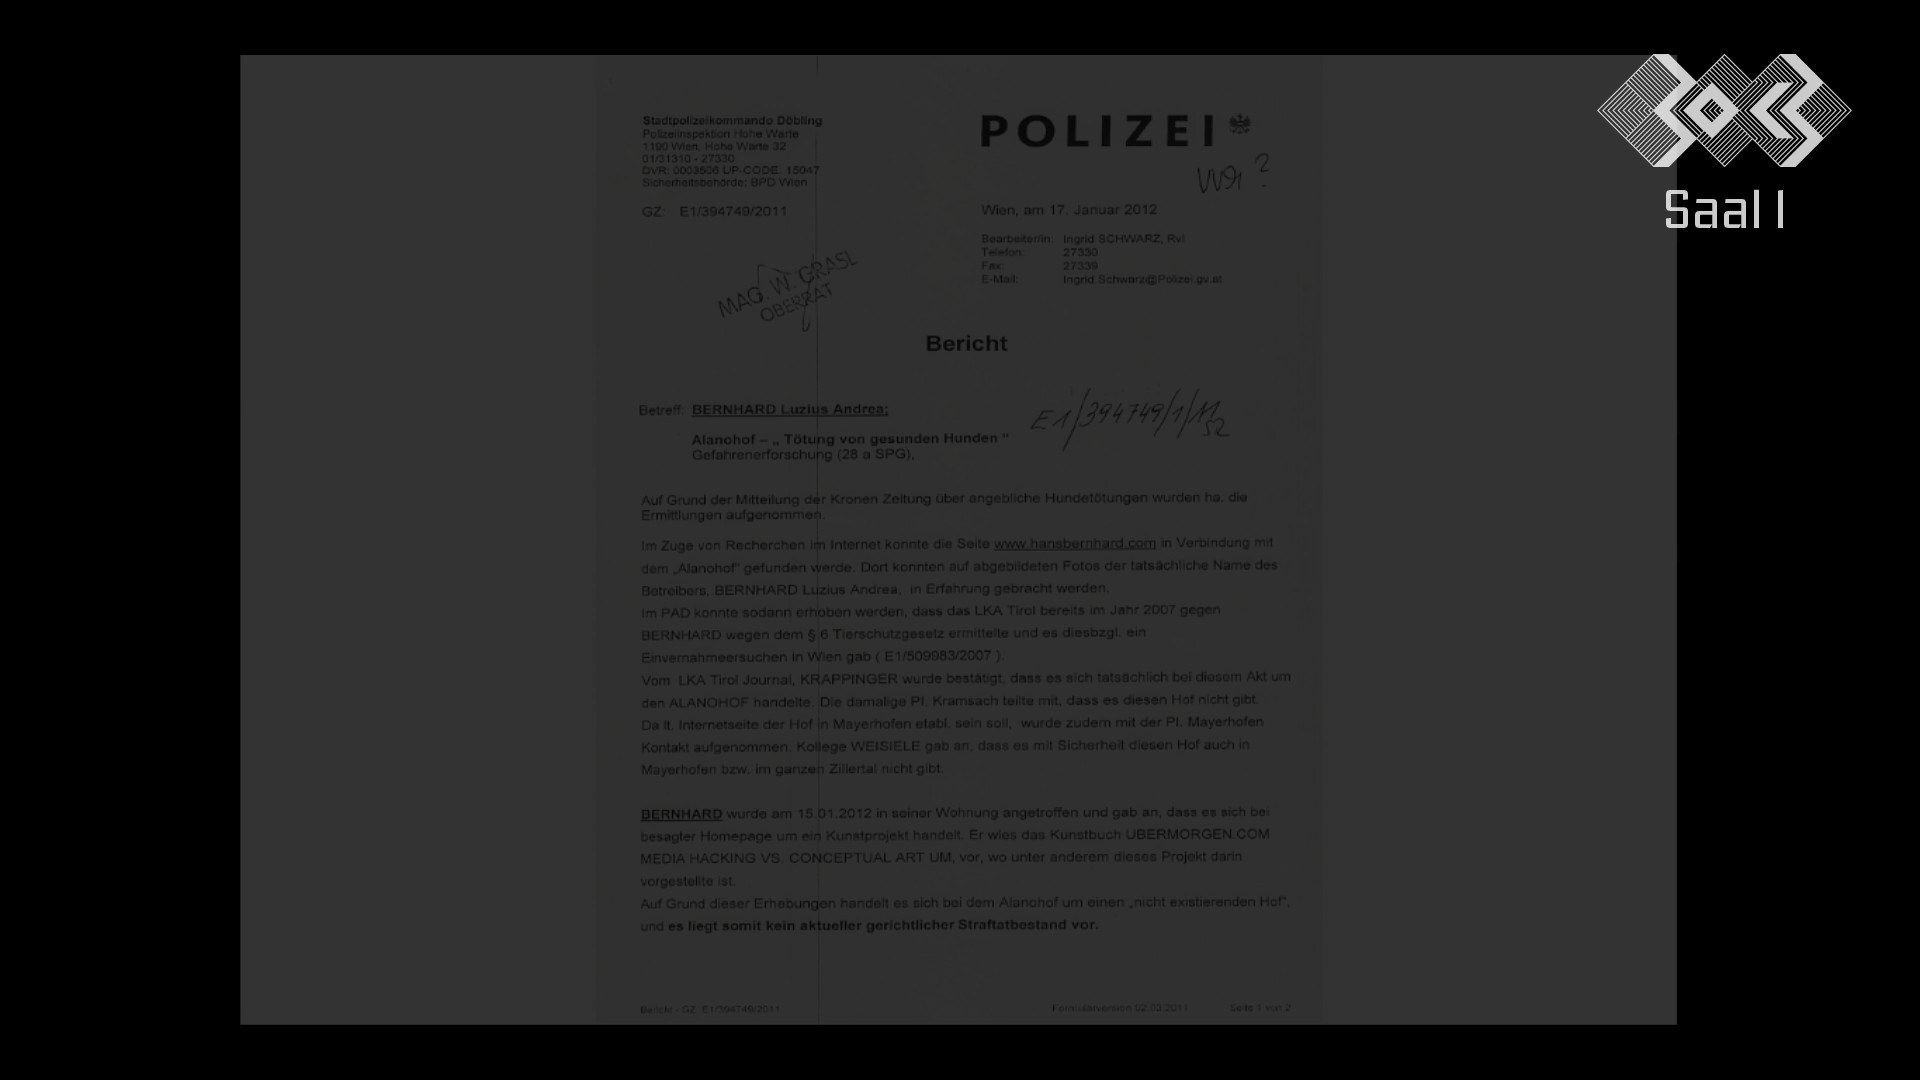 Saal 1
Stadtpolizeikommando Döbling
Polizeiinspektion Hohe Warte
1190 Wien, Hohe Warte 32
01/31310 - 27330
DVR: 0003506 UP-CODE: 15047
Sicherheitsbehörde: BPD Wien
GZ: E1/394749/2011
POLIZEI
Wien, am 17. Januar 2012
Bearbeiter/in: Ingrid SCHWARZ, RvI
Telefon: 27330
Fax: 27339
E-Mail: Ingrid.Schwarz@Polizei.gv.at
MAG. W. GRASL
OBERRAT
Bericht
Betreff: BERNHARD Luzius Andrea;
E1/394749/1/11
Alanohof – „ Tötung von gesunden Hunden “
Gefahrenerforschung (28 a SPG),
Auf Grund der Mitteilung der Kronen Zeitung über angebliche Hundetötungen wurden ha. die
Ermittlungen aufgenommen.
Im Zuge von Recherchen im Internet konnte die Seite www.hansbernhard.com in Verbindung mit
dem „Alanohof“ gefunden werde. Dort konnten auf abgebildeten Fotos der tatsächliche Name des
Betreibers, BERNHARD Luzius Andrea, in Erfahrung gebracht werden.
Im PAD konnte sodann erhoben werden, dass das LKA Tirol bereits im Jahr 2007 gegen
BERNHARD wegen dem § 6 Tierschutzgesetz ermittelte und es diesbzgl. ein
Einvernahmeersuchen in Wien gab ( E1/509983/2007 ).
Vom LKA Tirol Journal, KRAPPINGER wurde bestätigt, dass es sich tatsächlich bei diesem Akt um
den ALANOHOF handelte. Die damalige PI. Kramsach teilte mit, dass es diesen Hof nicht gibt.
Da lt. Internetseite der Hof in Mayerhofen etabl. sein soll, wurde zudem mit der PI. Mayerhofen
Kontakt aufgenommen. Kollege WEISIELE gab an, dass es mit Sicherheit diesen Hof auch in
Mayerhofen bzw. im ganzen Zillertal nicht gibt.
BERNHARD wurde am 15.01.2012 in seiner Wohnung angetroffen und gab an, dass es sich bei
besagter Homepage um ein Kunstprojekt handelt. Er wies das Kunstbuch UBERMORGEN.COM
MEDIA HACKING VS. CONCEPTUAL ART UM, vor, wo unter anderem dieses Projekt darin
vorgestellte ist.
Auf Grund dieser Erhebungen handelt es sich bei dem Alanohof um einen „nicht existierenden Hof“,
und es liegt somit kein aktueller gerichtlicher Straftatbestand vor.
Bericht - GZ: E1/394749/2011
Formularversion 02.03.2011
Seite 1 von 2